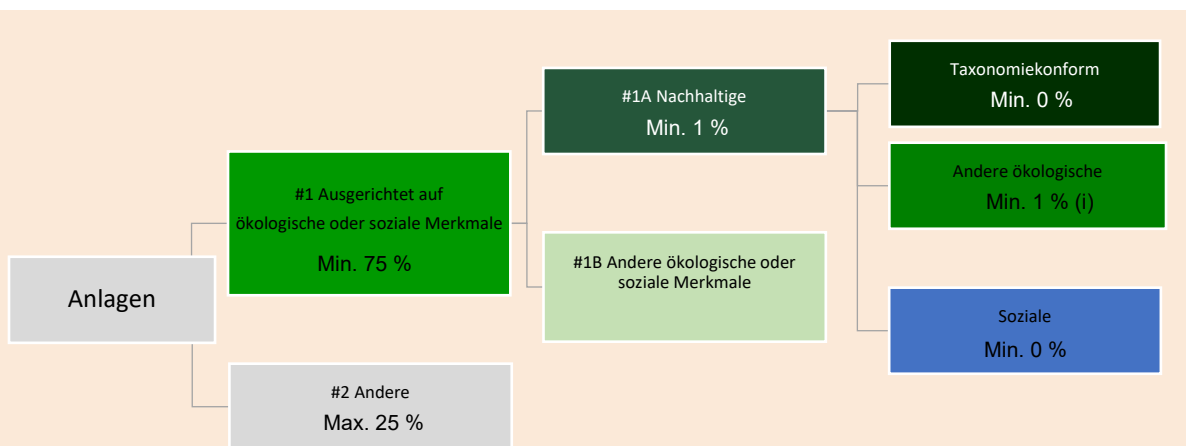 Anlagen
#1 Ausgerichtet auf
ökologische oder soziale Merkmale
Min. 75 %
#2 Andere
Max. 25 %
#1A Nachhaltige
Min. 1 %
#1B Andere ökologische oder
soziale Merkmale
Taxonomiekonform
Min. 0 %
Andere ökologische
Min. 1 % (i)
Soziale
Min. 0 %